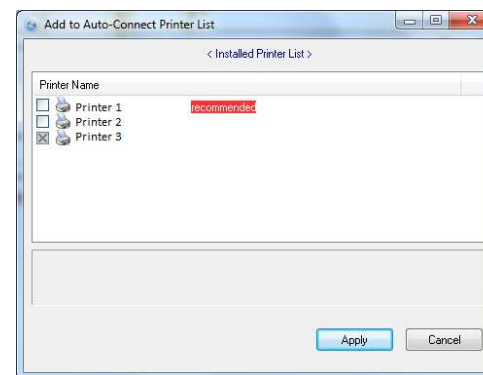 Add to Auto-Connect Printer List
< Installed Printer List >
Printer Name
Printer 1 recommended
Printer 2
Printer 3
Apply Cancel